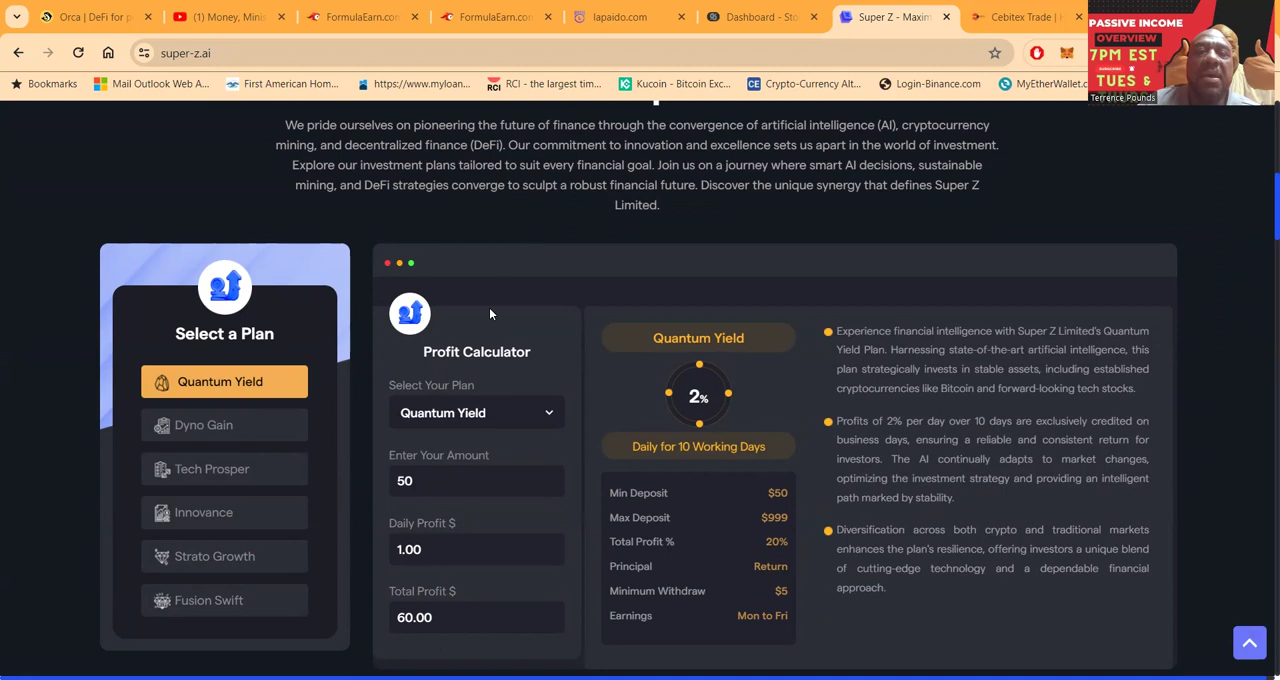 Orca | DeFi for p
(1) Money, Minis
FormulaEarn.con
FormulaEarn.con
lapaido.com
Dashboard - Sto
Super Z - Maxim
Cebitex Trade | H
super-z.ai
Bookmarks
Mail Outlook Web A...
First American Hom...
https://www.myloan...
RCI - the largest tim...
Kucoin - Bitcoin Exc...
Crypto-Currency Alt...
Login-Binance.com
MyEtherWallet.c
PASSIVE INCOME
OVERVIEW
7PM EST
TUES &
Terrence Pounds
We pride ourselves on pioneering the future of finance through the convergence of artificial intelligence (AI), cryptocurrency
mining, and decentralized finance (DeFi). Our commitment to innovation and excellence sets us apart in the world of investment.
Explore our investment plans tailored to suit every financial goal. Join us on a journey where smart AI decisions, sustainable
mining, and DeFi strategies converge to sculpt a robust financial future. Discover the unique synergy that defines Super Z
Limited.
Select a Plan
Quantum Yield
Dyno Gain
Tech Prosper
Innovance
Strato Growth
Fusion Swift
Profit Calculator
Select Your Plan
Quantum Yield
Enter Your Amount
50
Daily Profit $
1.00
Total Profit $
60.00
Quantum Yield
2%
Daily for 10 Working Days
Min Deposit $50
Max Deposit $999
Total Profit % 20%
Principal Return
Minimum Withdraw $5
Earnings Mon to Fri
Experience financial intelligence with Super Z Limited's Quantum
Yield Plan. Harnessing state-of-the-art artificial intelligence, this
plan strategically invests in stable assets, including established
cryptocurrencies like Bitcoin and forward-looking tech stocks.
Profits of 2% per day over 10 days are exclusively credited on
business days, ensuring a reliable and consistent return for
investors. The AI continually adapts to market changes,
optimizing the investment strategy and providing an intelligent
path marked by stability.
Diversification across both crypto and traditional markets
enhances the plan's resilience, offering investors a unique blend
of cutting-edge technology and a dependable financial
approach.